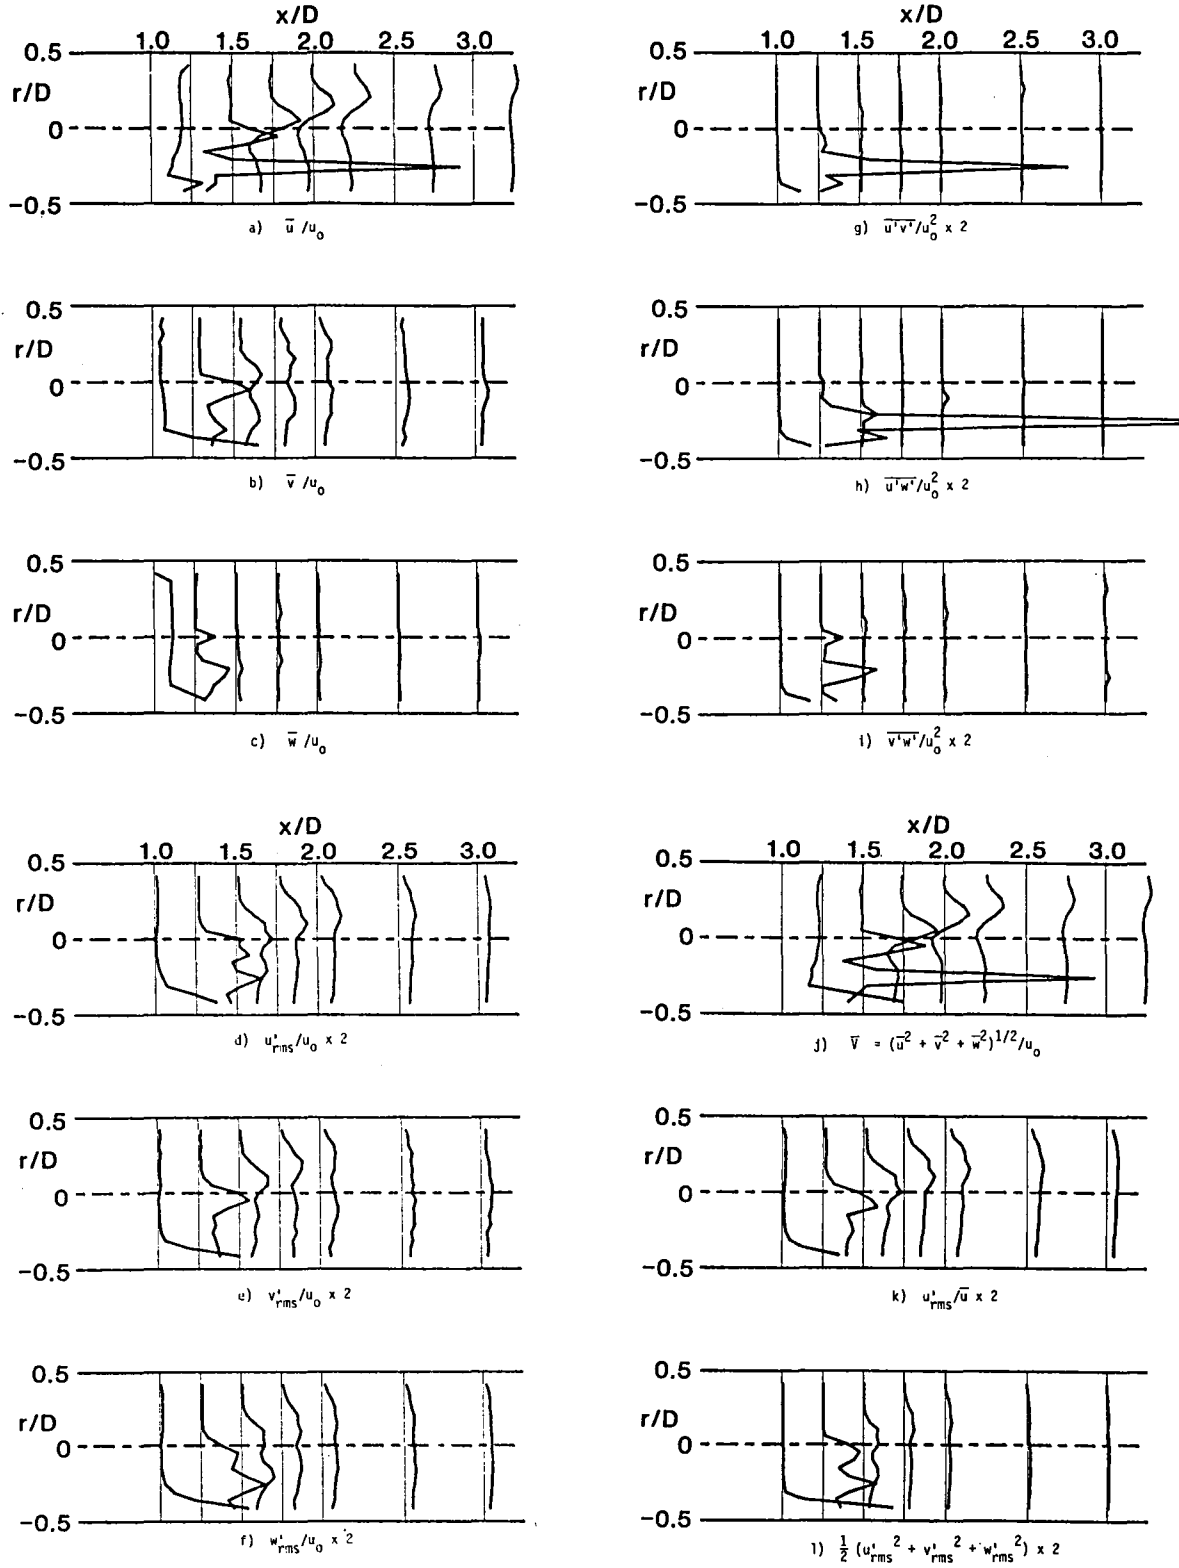 x/D
1.0 1.5 2.0 2.5 3.0
0.5
r/D
0
-0.5
a) u̅/u₀
0.5
r/D
0
-0.5
b) v̅/u₀
0.5
r/D
0
-0.5
c) w̅/u₀
x/D
1.0 1.5 2.0 2.5 3.0
0.5
r/D
0
-0.5
d) u'rms/u₀ x 2
0.5
r/D
0
-0.5
e) v'rms/u₀ x 2
0.5
r/D
0
-0.5
f) w'rms/u₀ x 2
x/D
1.0 1.5 2.0 2.5 3.0
0.5
r/D
0
-0.5
g) u'v'/u₀² x 2
0.5
r/D
0
-0.5
h) u'w'/u₀² x 2
0.5
r/D
0
-0.5
i) v'w'/u₀² x 2
x/D
1.0 1.5 2.0 2.5 3.0
0.5
r/D
0
-0.5
j) V̅ = (u̅² + v̅² + w̅²)^1/2/u₀
0.5
r/D
0
-0.5
k) u'rms/u̅ x 2
0.5
r/D
0
-0.5
l) 1/2 (u'rms² + v'rms² + w'rms²) x 2